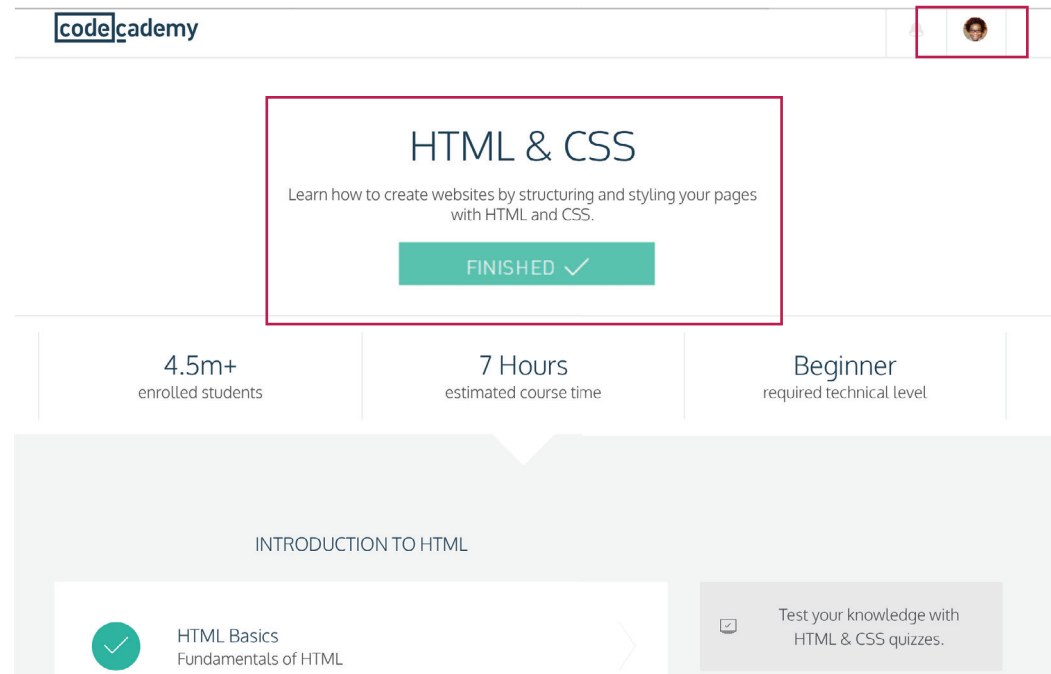 codecademy
HTML & CSS
Learn how to create websites by structuring and styling your pages
with HTML and CSS.
FINISHED
4.5m+
enrolled students
7 Hours
estimated course time
Beginner
required technical level
INTRODUCTION TO HTML
HTML Basics
Fundamentals of HTML
Test your knowledge with
HTML & CSS quizzes.